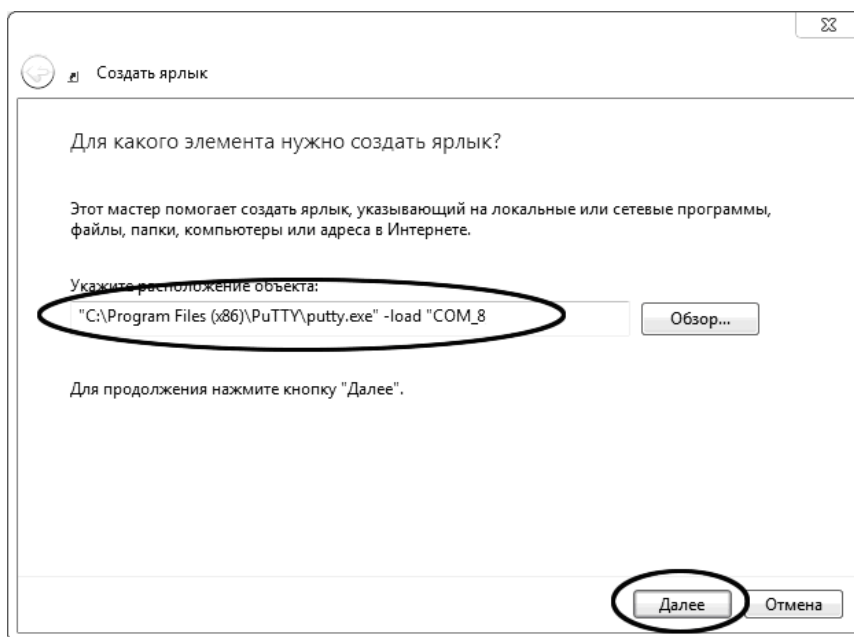 Создать ярлык
Для какого элемента нужно создать ярлык?
Этот мастер помогает создать ярлык, указывающий на локальные или сетевые программы,
файлы, папки, компьютеры или адреса в Интернете.
Укажите расположение объекта:
"C:\Program Files (x86)\PuTTY\putty.exe" -load "COM_8
Обзор...
Для продолжения нажмите кнопку "Далее".
Далее
Отмена